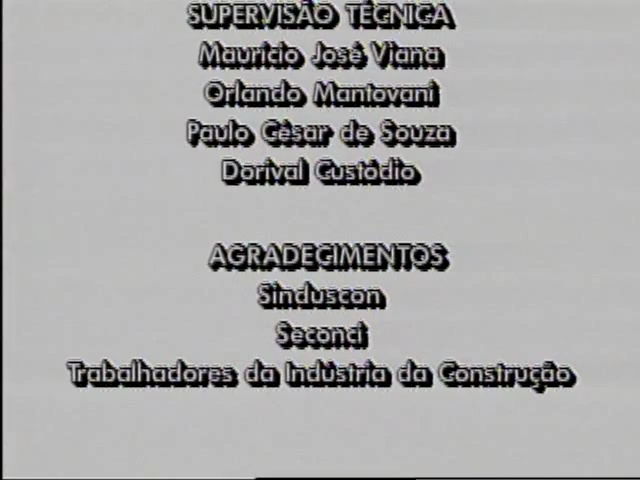 SUPERVISÃO TÉCNICA
Maurício José Viana
Orlando Mantovani
Paulo César de Souza
Dorival Custódio
AGRADECIMENTOS
Sinduscon
Seconci
Trabalhadores da Indústria da Construção